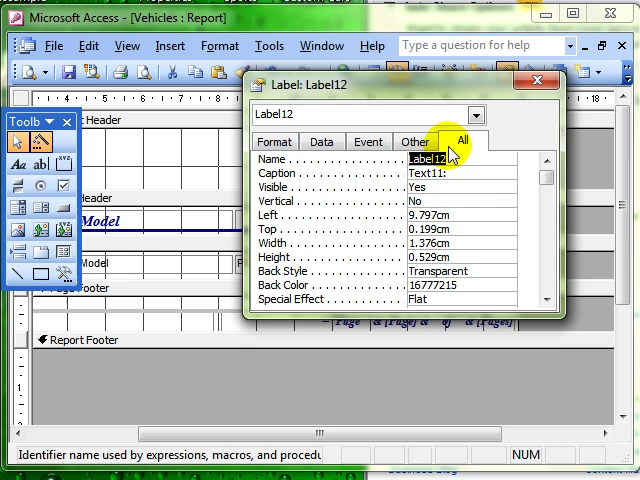 Microsoft Access - [Vehicles : Report]
File Edit View Insert Format Tools Window Help Type a question for help
Label: Label12
Label12
Format Data Event Other All
Name Label12
Caption Text11:
Visible Yes
Vertical No
Left 9.797cm
Top 0.199cm
Width 1.376cm
Height 0.529cm
Back Style Transparent
Back Color 16777215
Special Effect Flat
Toolb
Aa ab|
Header
Header
Model
Model
Footer
Page & [Page] & of & [Pages]
Report Footer
Identifier name used by expressions, macros, and procedu
NUM